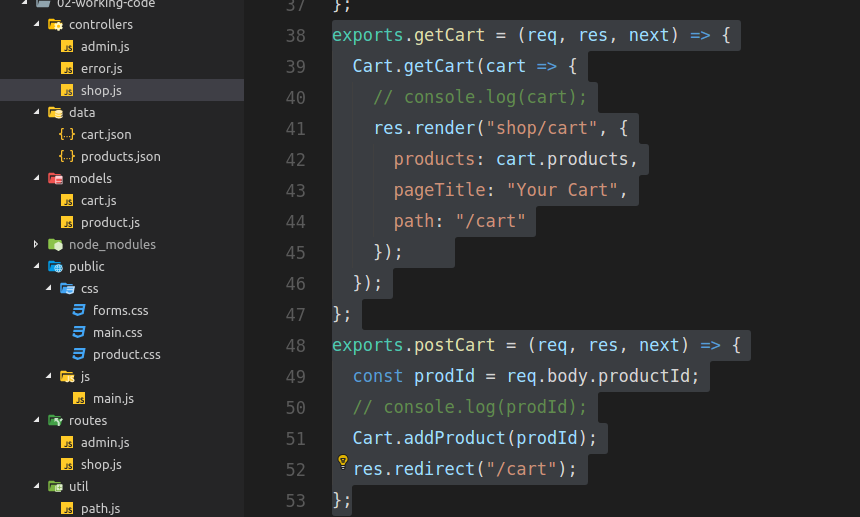 02-working-code
controllers
admin.js
error.js
shop.js
data
cart.json
products.json
models
cart.js
product.js
node_modules
public
css
forms.css
main.css
product.css
js
main.js
routes
admin.js
shop.js
util
path.js
37 };
38 exports.getCart = (req, res, next) => {
39 Cart.getCart(cart => {
40 // console.log(cart);
41 res.render("shop/cart", {
42 products: cart.products,
43 pageTitle: "Your Cart",
44 path: "/cart"
45 });
46 });
47 };
48 exports.postCart = (req, res, next) => {
49 const prodId = req.body.productId;
50 // console.log(prodId);
51 Cart.addProduct(prodId);
52 res.redirect("/cart");
53 };